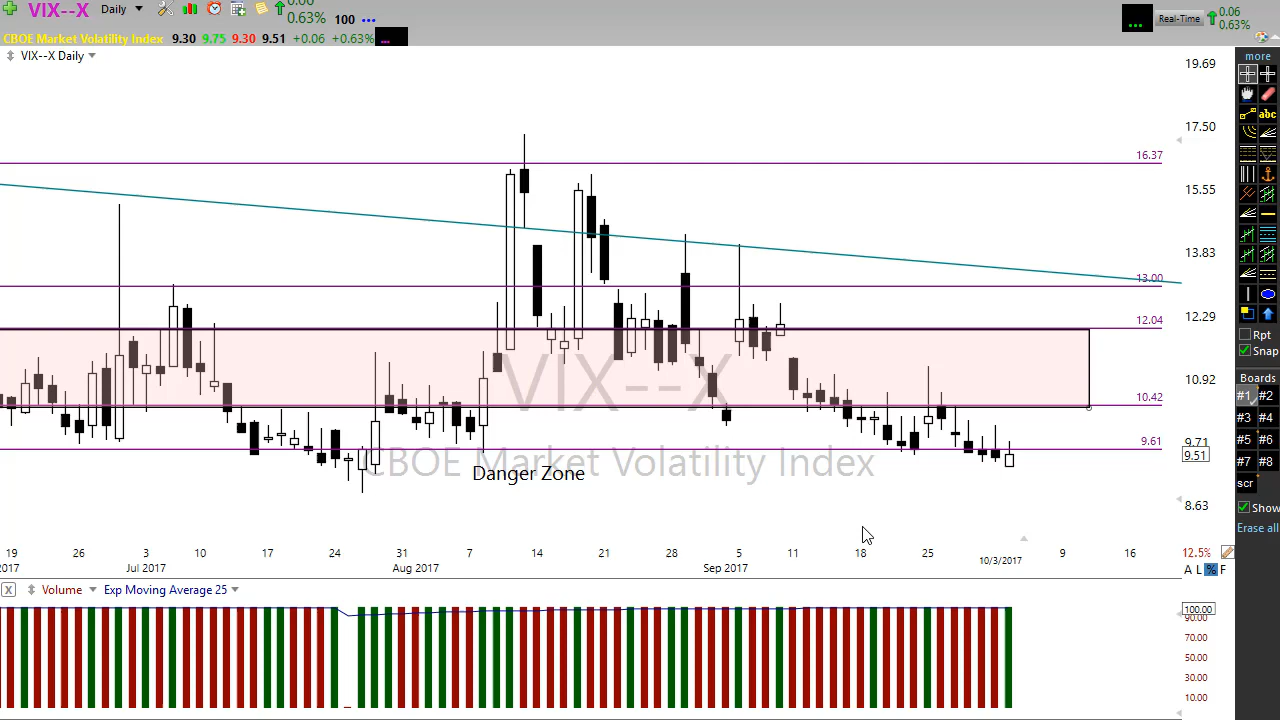 VIX--X Daily 0.00 0.63% 100 ... ... Real-Time 0.06 0.63%
CBOE Market Volatility Index 9.30 9.75 9.30 9.51 +0.06 +0.63% ...
VIX--X Daily
more
abc
19.69
17.50
16.37
15.55
13.83
13.00
12.29
12.04
10.92
10.42
9.71
9.61
9.51
8.63
VIX--X
CBOE Market Volatility Index
Danger Zone
Rpt
Snap
Boards
#1 #2
#3 #4
#5 #6
#7 #8
scr
Show
Erase all
19 26 3 10 17 24 31 7 14 21 28 5 11 18 25 10/3/2017 9 16 12.5%
2017 Jul 2017 Aug 2017 Sep 2017 A L % F
X Volume Exp Moving Average 25
100.00
90.00
70.00
50.00
30.00
10.00